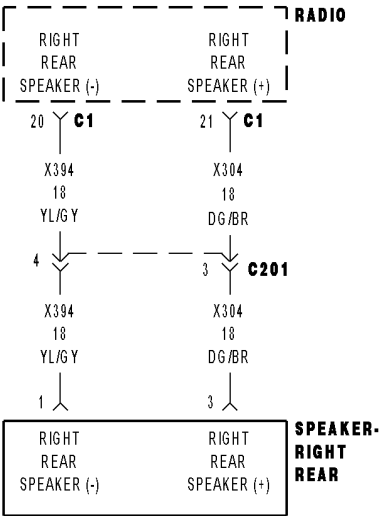 RADIO
RIGHT RIGHT
REAR REAR
SPEAKER (-) SPEAKER (+)
20 C1 21 C1
X394 X304
18 18
YL/GY DG/BR
4 3 C201
X394 X304
18 18
YL/GY DG/BR
1 3
SPEAKER-
RIGHT
REAR
RIGHT RIGHT
REAR REAR
SPEAKER (-) SPEAKER (+)